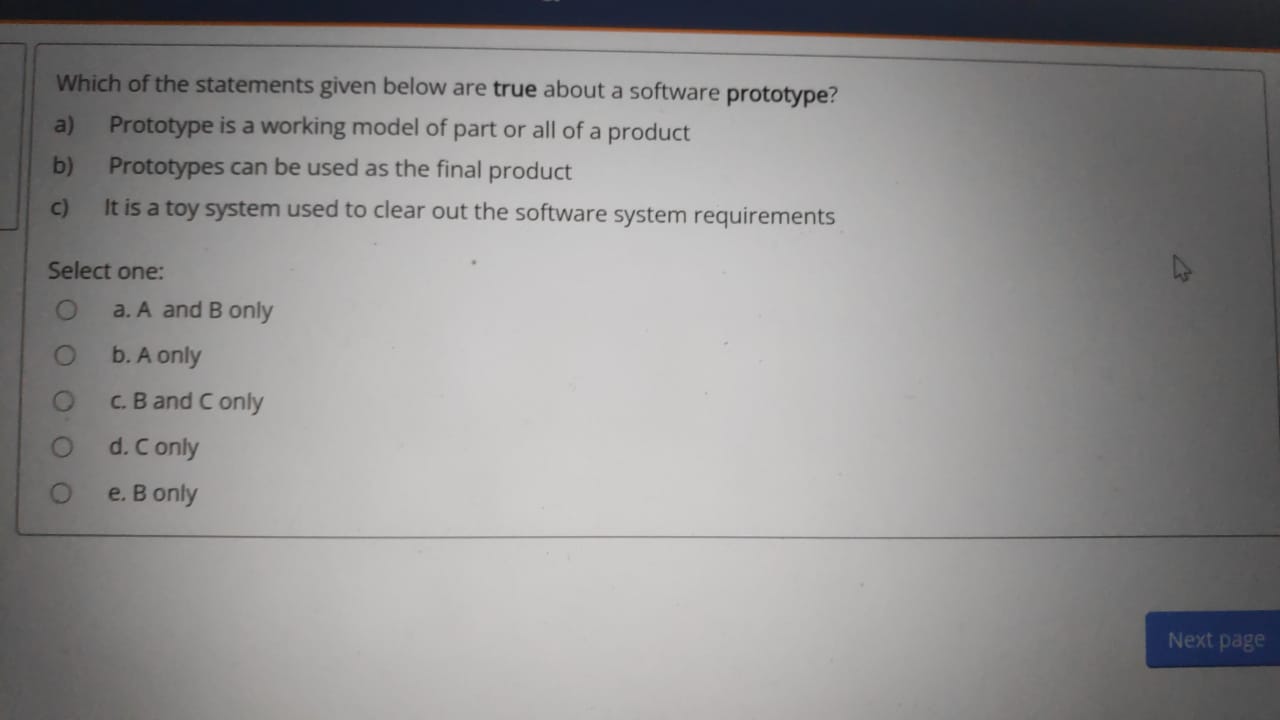 Which of the statements given below are true about a software prototype?
a) Prototype is a working model of part or all of a product
b) Prototypes can be used as the final product
c) It is a toy system used to clear out the software system requirements
Select one:
a. A and B only
b. A only
c. B and C only
d. C only
e. B only
Next page